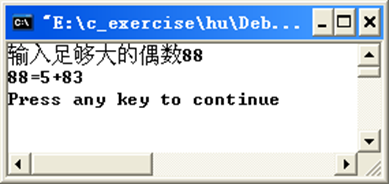 "E:\c_exercise\hu\Deb...
输入足够大的偶数88
88=5+83
Press any key to continue